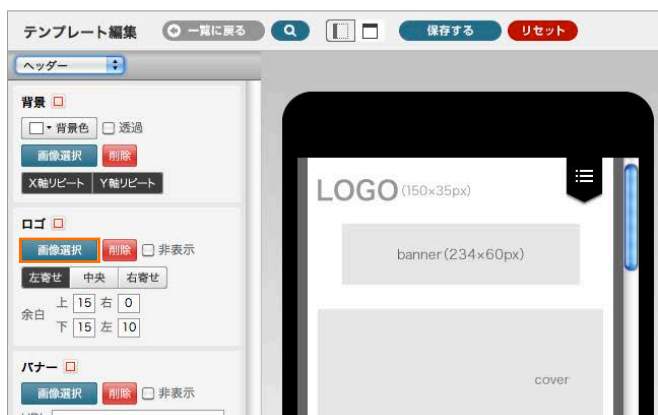 テンプレート編集 一覧に戻る 保存する リセット
ヘッダー
背景
背景色 透過
画像選択 削除
X軸リピート Y軸リピート
ロゴ
画像選択 削除 非表示
左寄せ 中央 右寄せ
余白 上 15 右 0
下 15 左 10
バナー
画像選択 削除 非表示
LOGO (150×35px)
banner(234×60px)
cover